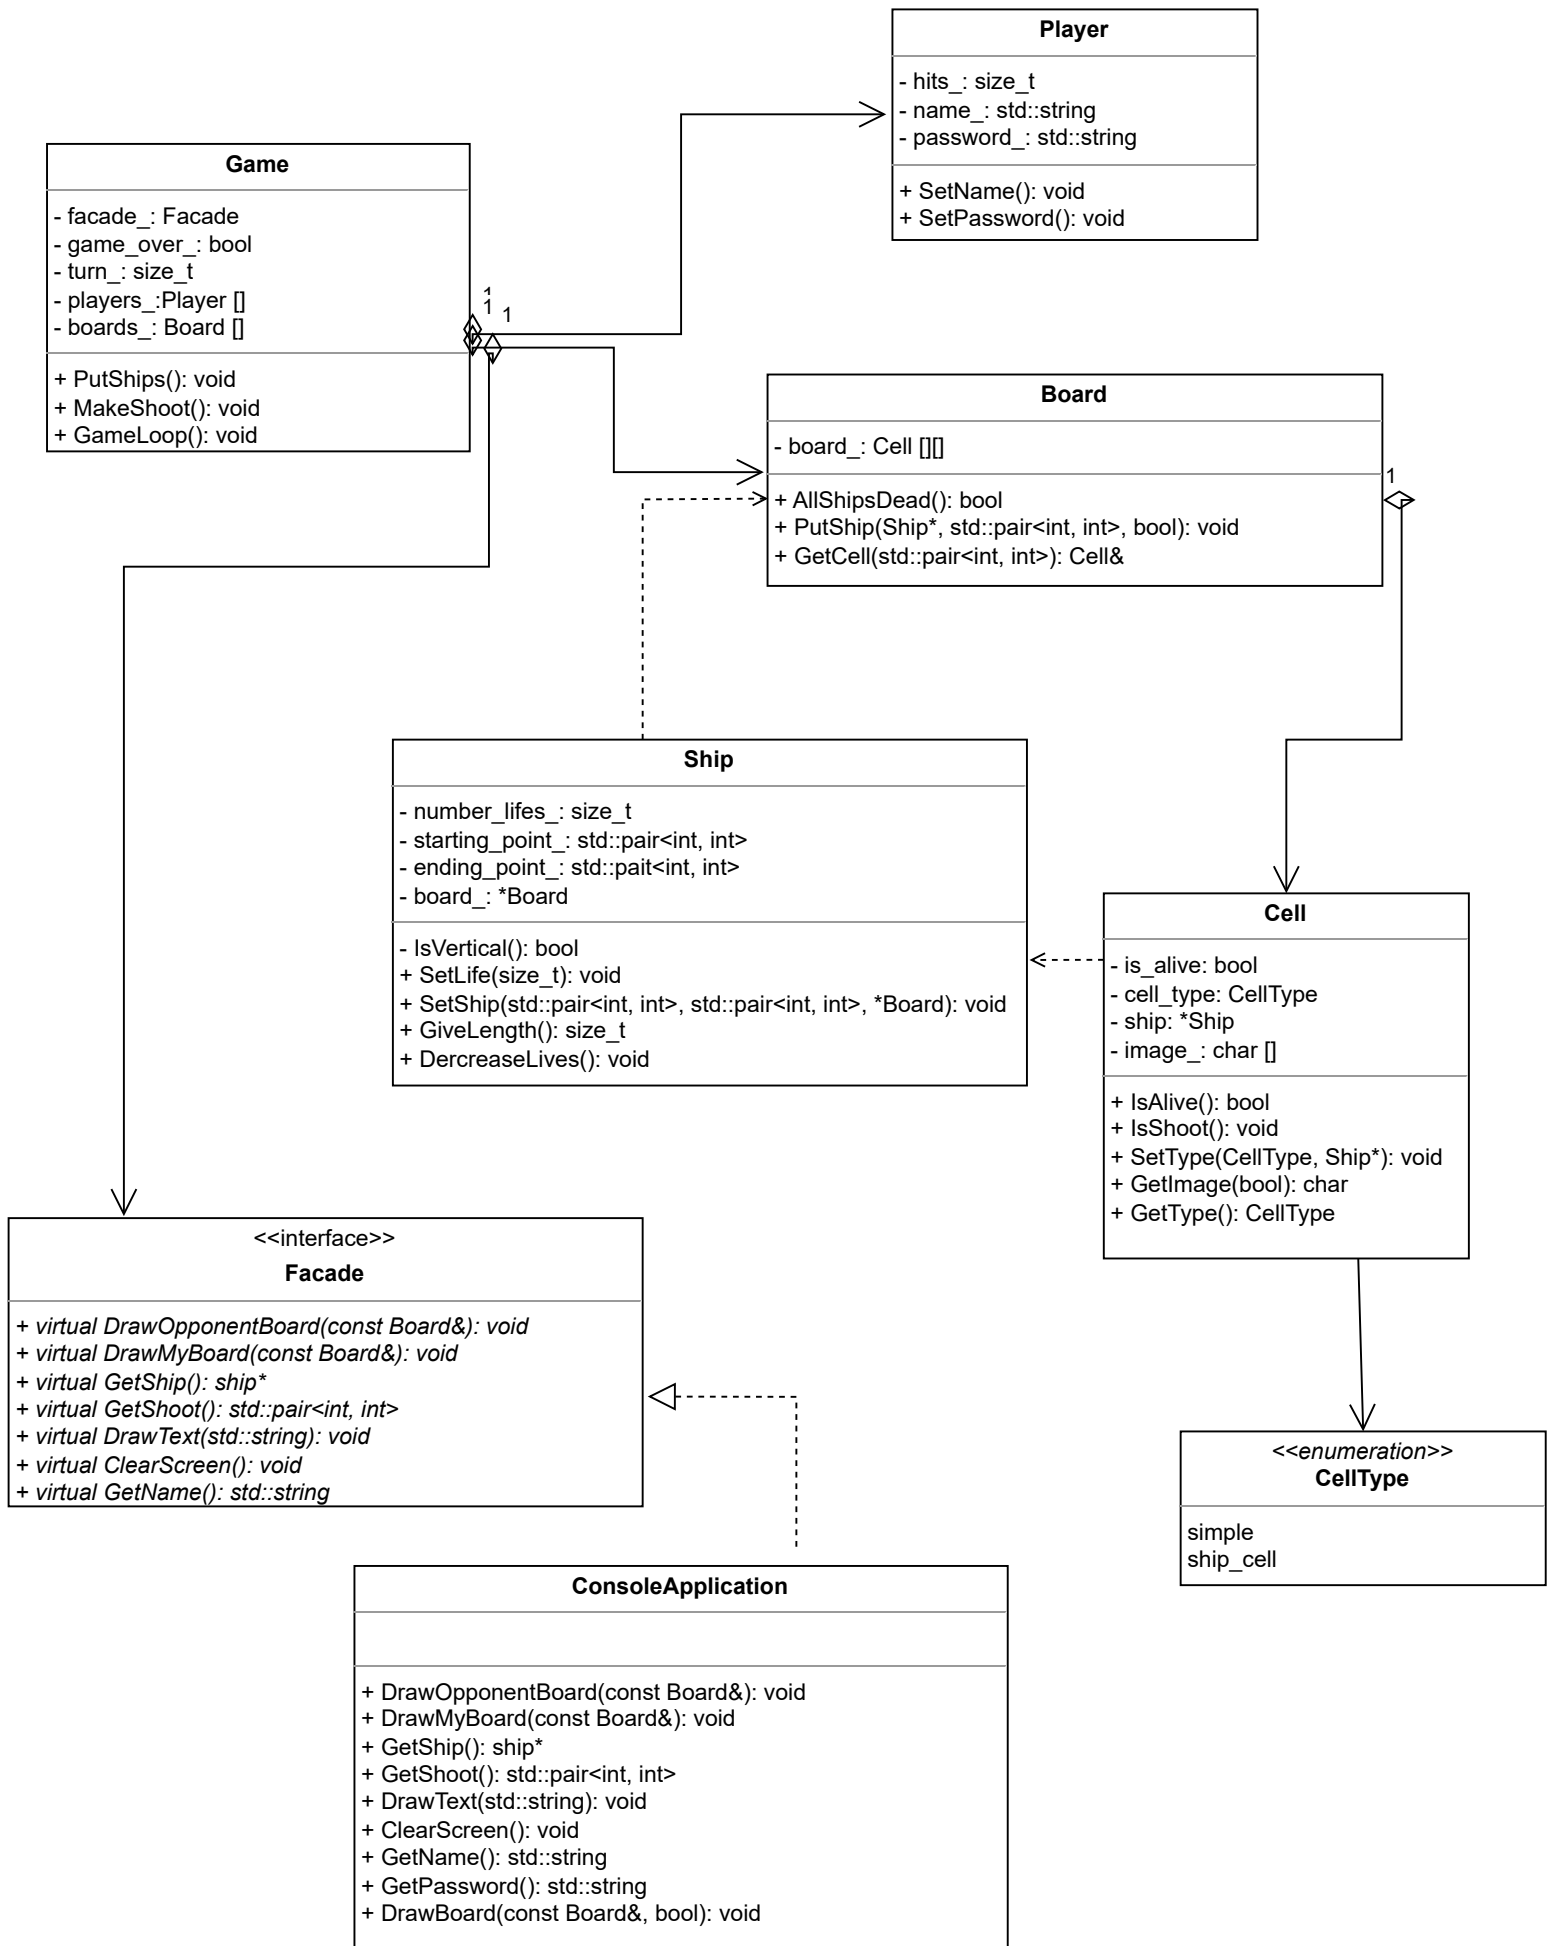 Player
- hits_: size_t
- name_: std::string
- password_: std::string
+ SetName(): void
+ SetPassword(): void
Game
- facade_: Facade
- game_over_: bool
- turn_: size_t
- players_:Player []
- boards_: Board []
+ PutShips(): void
+ MakeShoot(): void
+ GameLoop(): void
1
1
1
Board
- board_: Cell [][]
+ AllShipsDead(): bool
+ PutShip(Ship*, std::pair<int, int>, bool): void
+ GetCell(std::pair<int, int>): Cell&
1
Ship
- number_lifes_: size_t
- starting_point_: std::pair<int, int>
- ending_point_: std::pait<int, int>
- board_: *Board
- IsVertical(): bool
+ SetLife(size_t): void
+ SetShip(std::pair<int, int>, std::pair<int, int>, *Board): void
+ GiveLength(): size_t
+ DercreaseLives(): void
Cell
- is_alive: bool
- cell_type: CellType
- ship: *Ship
- image_: char []
+ IsAlive(): bool
+ IsShoot(): void
+ SetType(CellType, Ship*): void
+ GetImage(bool): char
+ GetType(): CellType
<<interface>>
Facade
+ virtual DrawOpponentBoard(const Board&): void
+ virtual DrawMyBoard(const Board&): void
+ virtual GetShip(): ship*
+ virtual GetShoot(): std::pair<int, int>
+ virtual DrawText(std::string): void
+ virtual ClearScreen(): void
+ virtual GetName(): std::string
<<enumeration>>
CellType
simple
ship_cell
ConsoleApplication
+ DrawOpponentBoard(const Board&): void
+ DrawMyBoard(const Board&): void
+ GetShip(): ship*
+ GetShoot(): std::pair<int, int>
+ DrawText(std::string): void
+ ClearScreen(): void
+ GetName(): std::string
+ GetPassword(): std::string
+ DrawBoard(const Board&, bool): void